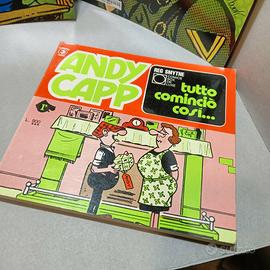 ANDY
CAPP
REG SMYTHE
tutto
cominciò
così...